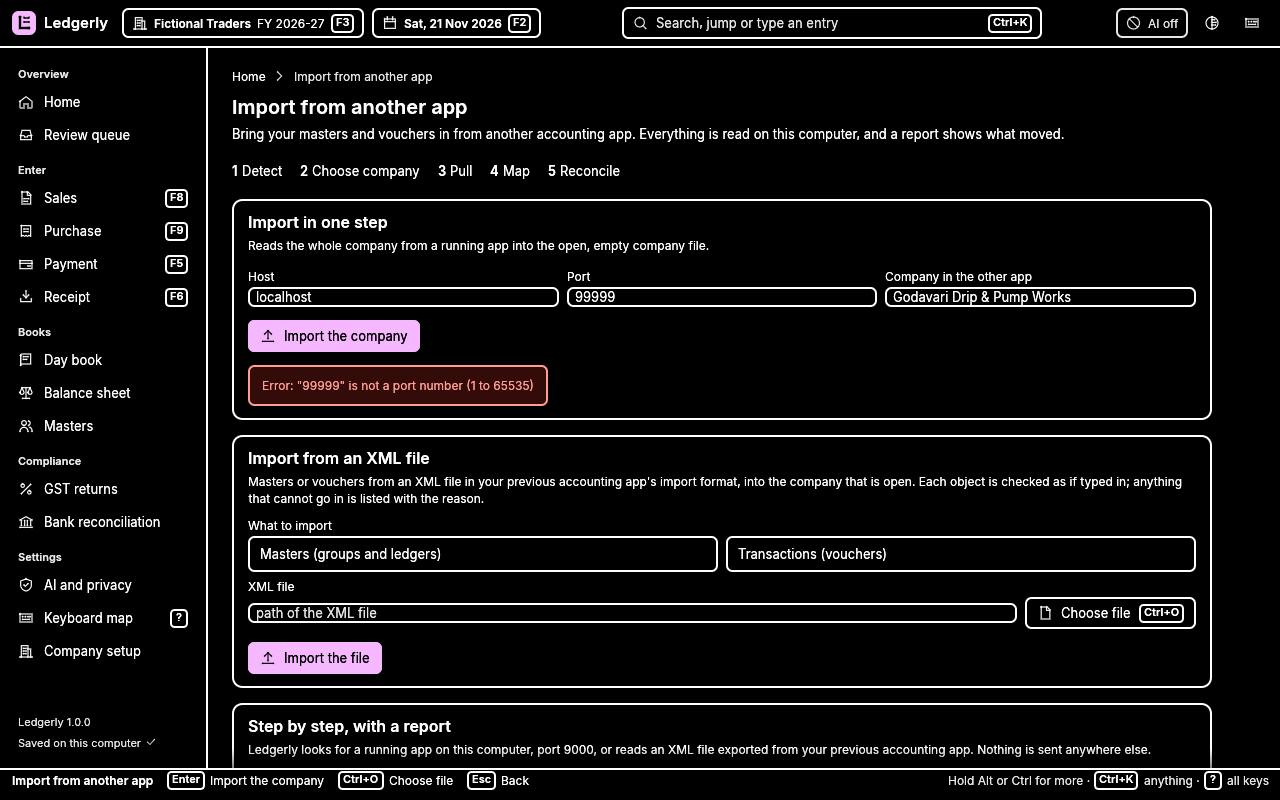 Ledgerly
Fictional Traders FY 2026-27 F3
Sat, 21 Nov 2026 F2
Search, jump or type an entry Ctrl+K
AI off
Overview
Home
Review queue
Enter
Sales F8
Purchase F9
Payment F5
Receipt F6
Books
Day book
Balance sheet
Masters
Compliance
GST returns
Bank reconciliation
Settings
AI and privacy
Keyboard map ?
Company setup
Ledgerly 1.0.0
Saved on this computer
Home Import from another app
Import from another app
Bring your masters and vouchers in from another accounting app. Everything is read on this computer, and a report shows what moved.
1 Detect 2 Choose company 3 Pull 4 Map 5 Reconcile
Import in one step
Reads the whole company from a running app into the open, empty company file.
Host Port Company in the other app
localhost 99999 Godavari Drip & Pump Works
Import the company
Error: "99999" is not a port number (1 to 65535)
Import from an XML file
Masters or vouchers from an XML file in your previous accounting app's import format, into the company that is open. Each object is checked as if typed in; anything
that cannot go in is listed with the reason.
What to import
Masters (groups and ledgers) Transactions (vouchers)
XML file
path of the XML file Choose file Ctrl+O
Import the file
Step by step, with a report
Ledgerly looks for a running app on this computer, port 9000, or reads an XML file exported from your previous accounting app. Nothing is sent anywhere else.
Import from another app Enter Import the company Ctrl+O Choose file Esc Back
Hold Alt or Ctrl for more · Ctrl+K anything · ? all keys